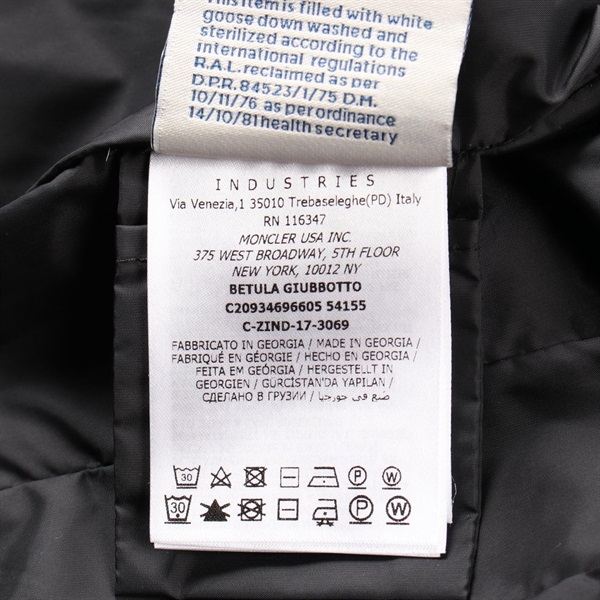 This item is filled with white
goose down washed and
sterilized according to the
international regulations
R.A.L. reclaimed as per
D.P.R. 84523/1/75 D.M.
10/11/76 as per ordinance
14/10/81 health secretary
INDUSTRIES
Via Venezia,1 35010 Trebaseleghe(PD) Italy
RN 116347
MONCLER USA INC.
375 WEST BROADWAY, 5TH FLOOR
NEW YORK, 10012 NY
BETULA GIUBBOTTO
C20934696605 54155
C-ZIND-17-3069
FABBRICATO IN GEORGIA / MADE IN GEORGIA /
FABRIQUÉ EN GÉORGIE / HECHO EN GEORGIA /
FEITA EM GEÓRGIA / HERGESTELLT IN
GEORGIEN / GÜRCİSTAN'DA YAPILAN /
СДЕЛАНО В ГРУЗИИ / صنع في جورجيا
30 P W
30 P W